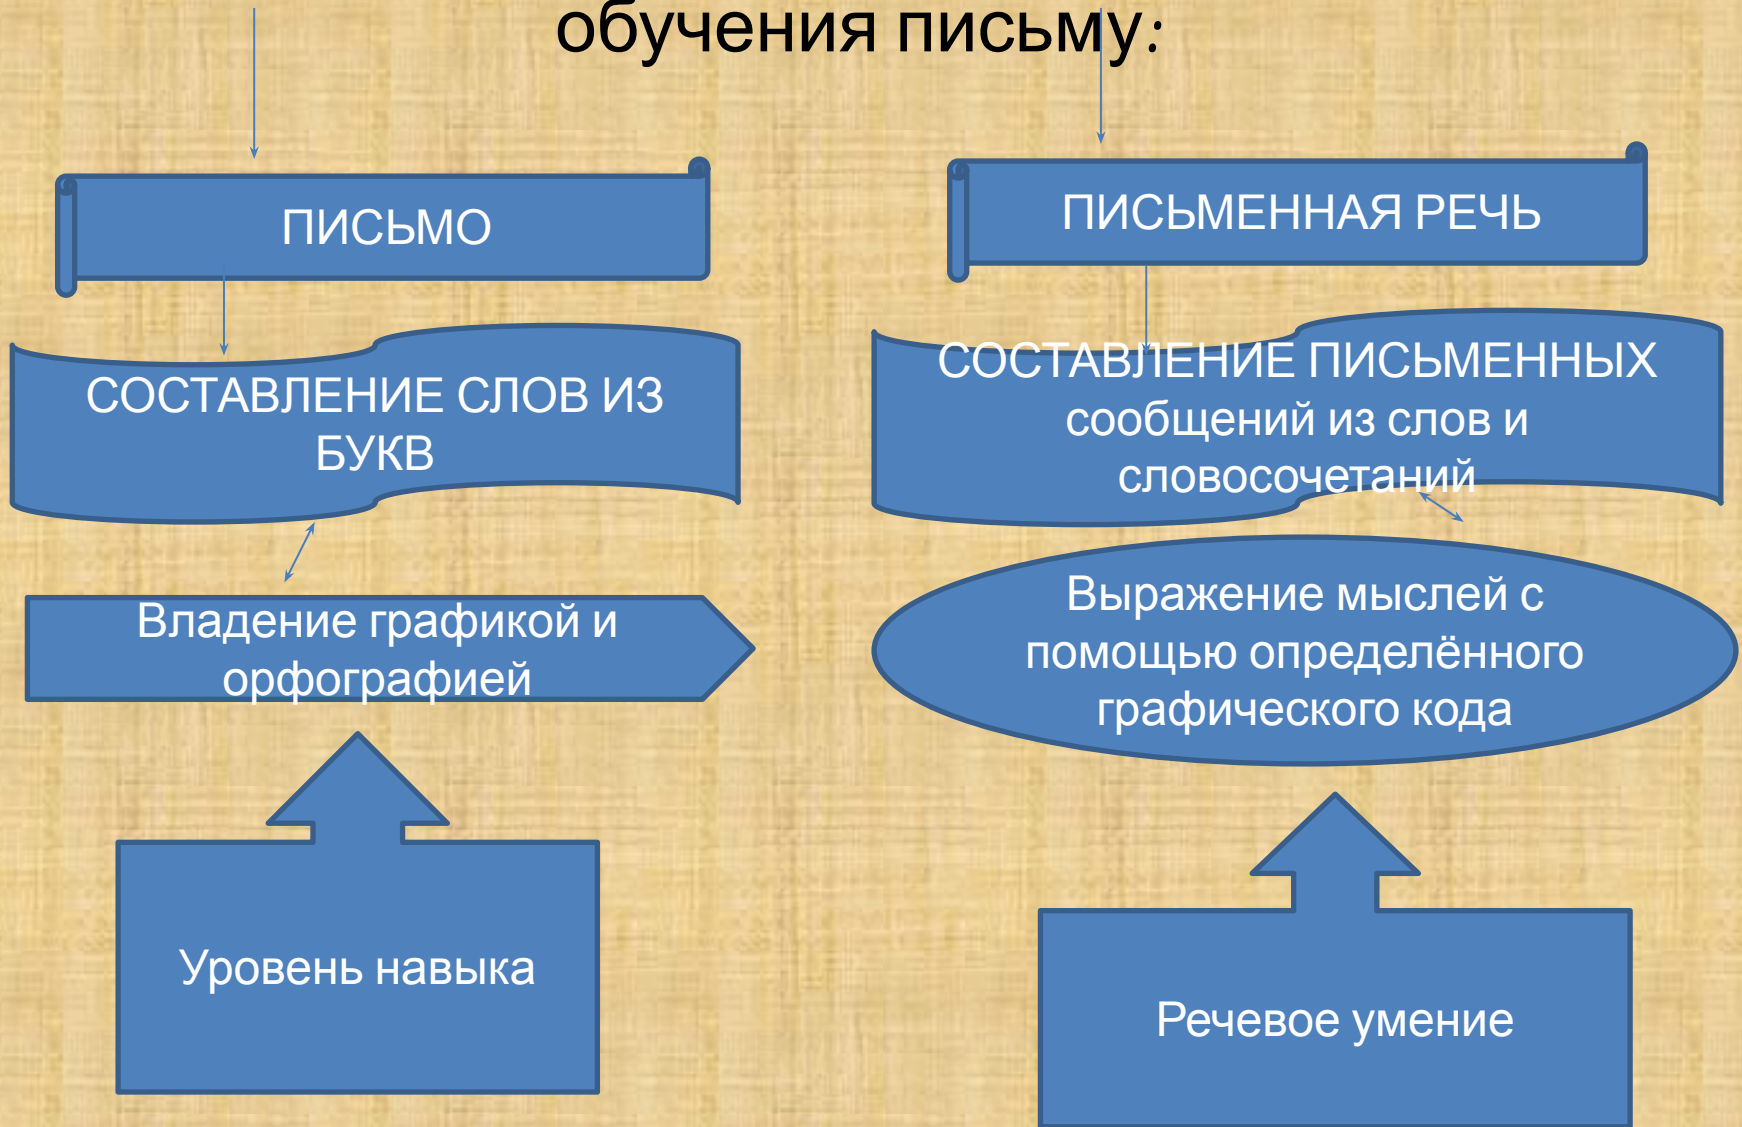 обучения письму:
ПИСЬМО
СОСТАВЛЕНИЕ СЛОВ ИЗ
БУКВ
Владение графикой и
орфографией
Уровень навыка
ПИСЬМЕННАЯ РЕЧЬ
СОСТАВЛЕНИЕ ПИСЬМЕННЫХ
сообщений из слов и
словосочетаний
Выражение мыслей с
помощью определённого
графического кода
Речевое умение